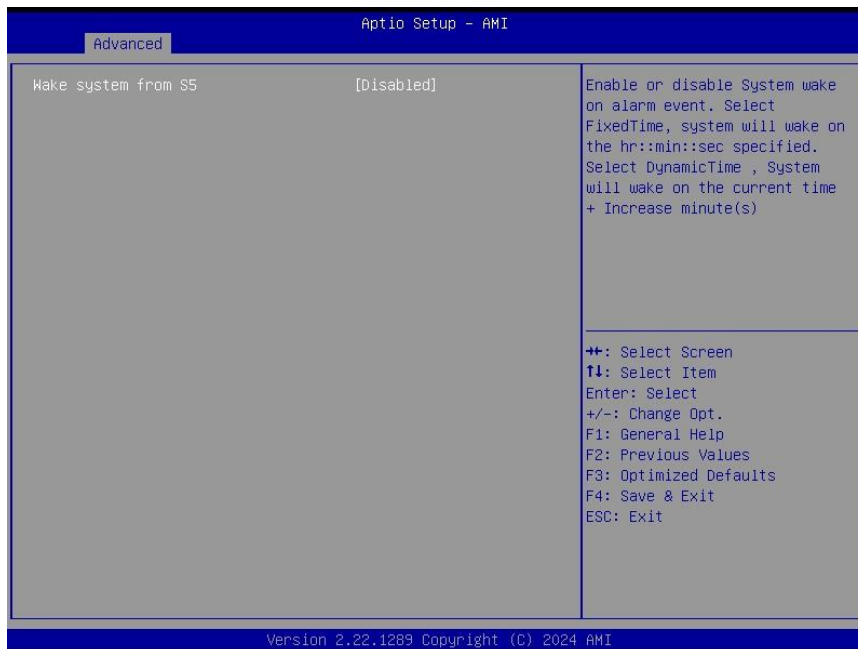 Aptio Setup - AMI
Advanced
Wake system from S5 [Disabled]
Enable or disable System wake
on alarm event. Select
FixedTime, system will wake on
the hr::min::sec specified.
Select DynamicTime , System
will wake on the current time
+ Increase minute(s)
→←: Select Screen
↑↓: Select Item
Enter: Select
+/-: Change Opt.
F1: General Help
F2: Previous Values
F3: Optimized Defaults
F4: Save & Exit
ESC: Exit
Version 2.22.1289 Copyright (C) 2024 AMI